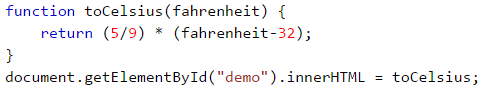 function toCelsius(fahrenheit) {
    return (5/9) * (fahrenheit-32);
}
document.getElementById("demo").innerHTML = toCelsius;